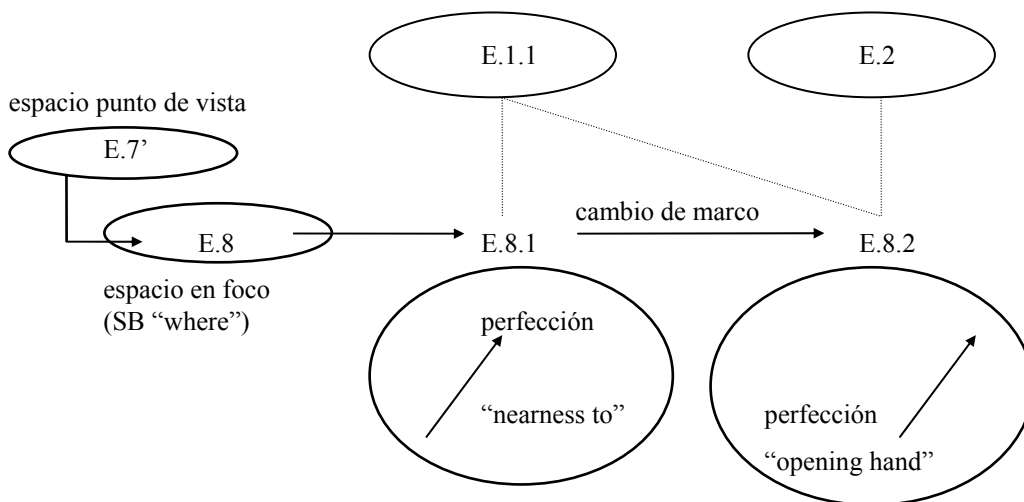 E.1.1
E.2
espacio punto de vista
E.7’
cambio de marco
E.8
E.8.1
E.8.2
espacio en foco
(SB “where”)
perfección
“nearness to”
perfección
“opening hand”